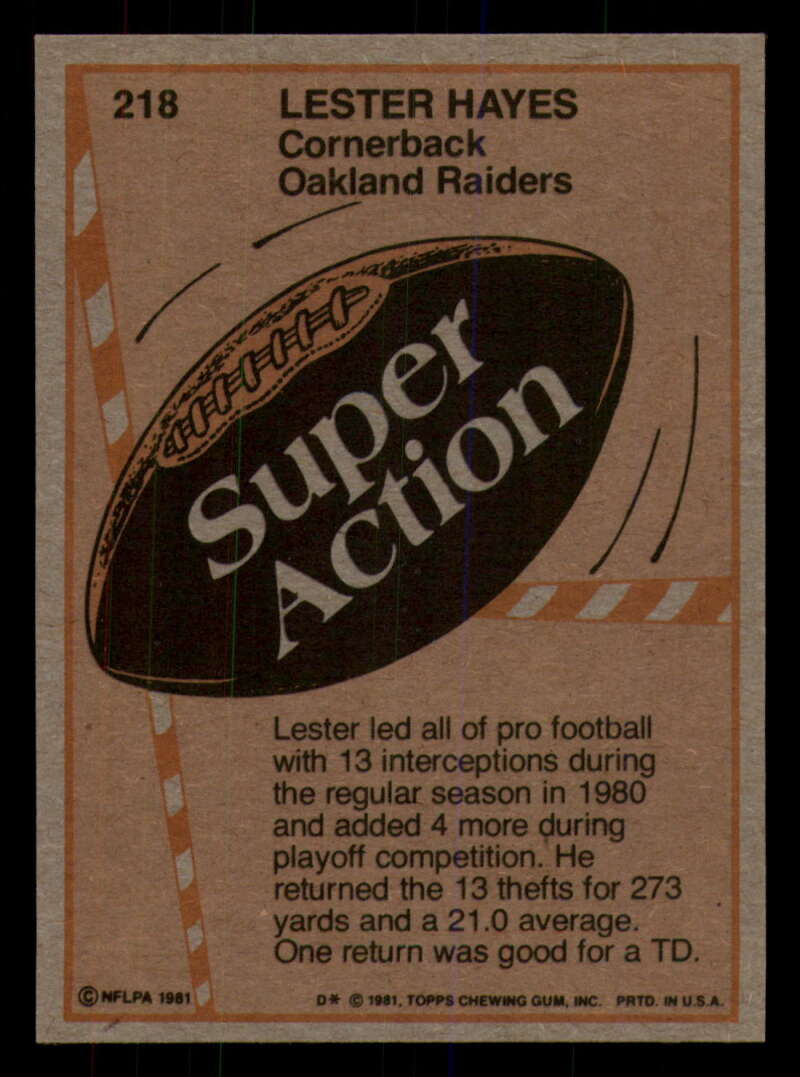 218
LESTER HAYES
Cornerback
Oakland Raiders
Super
Action
Lester led all of pro football
with 13 interceptions during
the regular season in 1980
and added 4 more during
playoff competition. He
returned the 13 thefts for 273
yards and a 21.0 average.
One return was good for a TD.
©NFLPA 1981
D* © 1981, TOPPS CHEWING GUM, INC. PRTD. IN U.S.A.